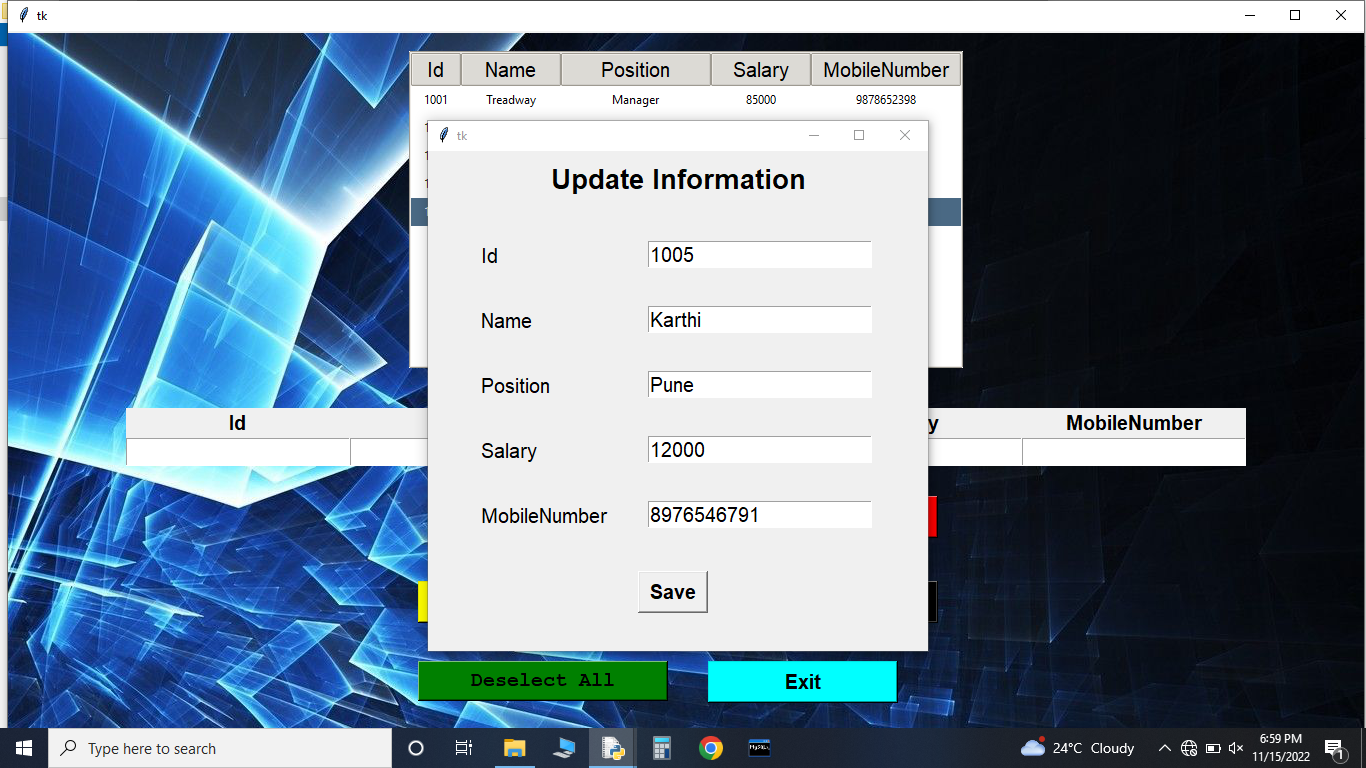 tk
Id Name Position Salary MobileNumber
1001 Treadway Manager 85000 9878652398
tk
Update Information
Id 1005
Name Karthi
Position Pune
Salary 12000
MobileNumber 8976546791
Save
Id y MobileNumber
Deselect All Exit
Type here to search
MySQL
24°C Cloudy
6:59 PM
11/15/2022
1